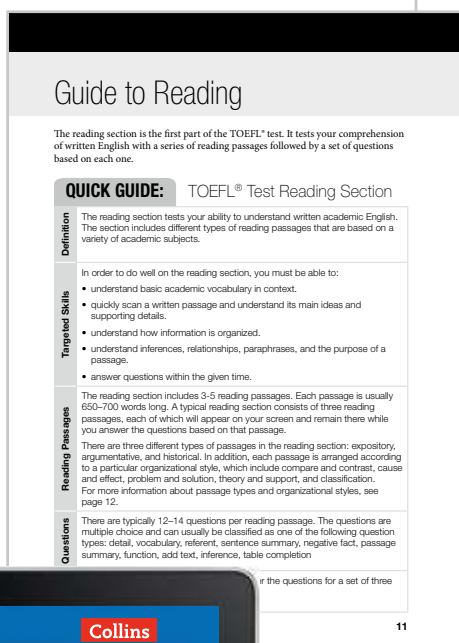 Guide to Reading
The reading section is the first part of the TOEFL® test. It tests your comprehension
of written English with a series of reading passages followed by a set of questions
based on each one.
QUICK GUIDE: TOEFL® Test Reading Section
Definition
The reading section tests your ability to understand written academic English.
The section includes different types of reading passages that are based on a
variety of academic subjects.
Targeted Skills
In order to do well on the reading section, you must be able to:
• understand basic academic vocabulary in context.
• quickly scan a written passage and understand its main ideas and
supporting details.
• understand how information is organized.
• understand inferences, relationships, paraphrases, and the purpose of a
passage.
• answer questions within the given time.
Reading Passages
The reading section includes 3-5 reading passages. Each passage is usually
650–700 words long. A typical reading section consists of three reading
passages, each of which will appear on your screen and remain there while
you answer the questions based on that passage.
There are three different types of passages in the reading section: expository,
argumentative, and historical. In addition, each passage is arranged according
to a particular organizational style, which include compare and contrast, cause
and effect, problem and solution, theory and support, and classification.
For more information about passage types and organizational styles, see
page 12.
Questions
There are typically 12–14 questions per reading passage. The questions are
multiple choice and can usually be classified as one of the following question
types: detail, vocabulary, referent, sentence summary, negative fact, passage
summary, function, add text, inference, table completion
r the questions for a set of three
11
Collins